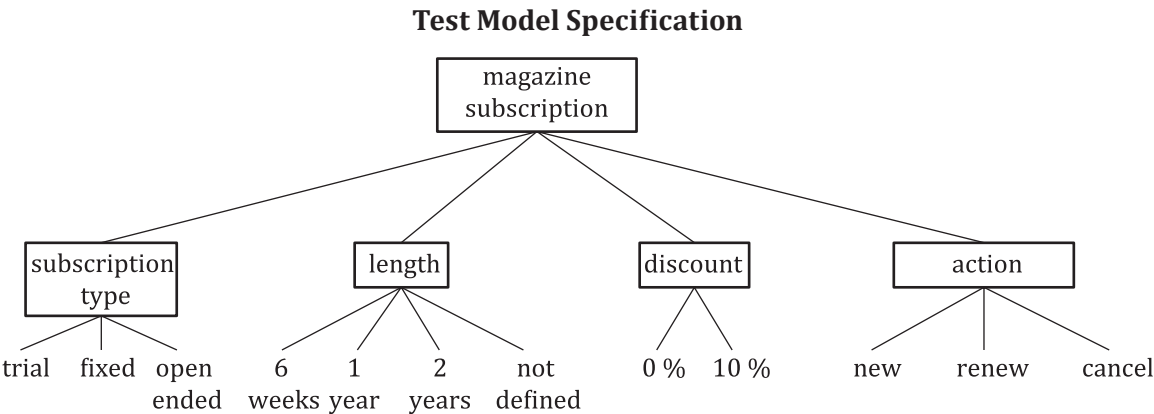 Test Model Specification
magazine
subscription
subscription
type
length
discount
action
trial
fixed
open
ended
6
weeks
1
year
2
years
not
defined
0 %
10 %
new
renew
cancel